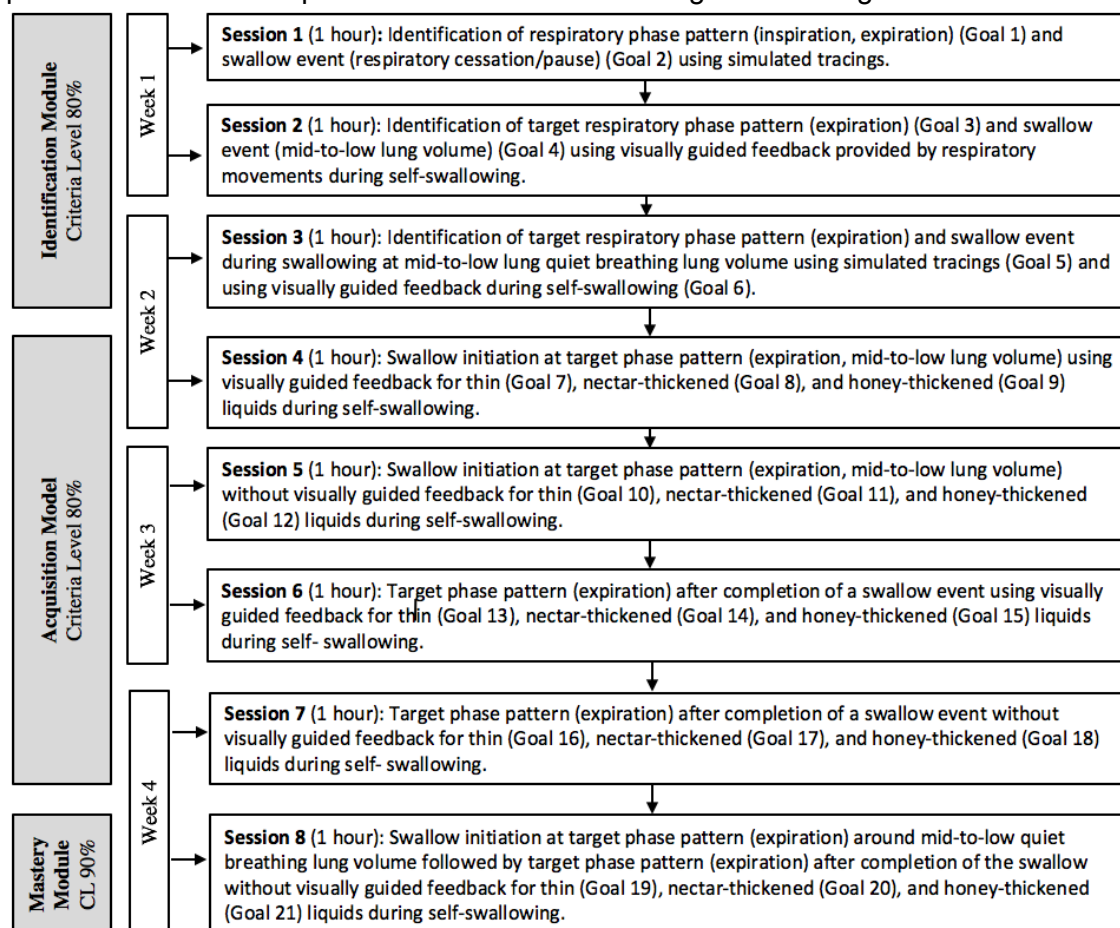 Identification Module
Criteria Level 80%
Week 1
Session 1 (1 hour): Identification of respiratory phase pattern (inspiration, expiration) (Goal 1) and
swallow event (respiratory cessation/pause) (Goal 2) using simulated tracings.
Session 2 (1 hour): Identification of target respiratory phase pattern (expiration) (Goal 3) and swallow
event (mid-to-low lung volume) (Goal 4) using visually guided feedback provided by respiratory
movements during self-swallowing.
Week 2
Session 3 (1 hour): Identification of target respiratory phase pattern (expiration) and swallow event
during swallowing at mid-to-low lung quiet breathing lung volume using simulated tracings (Goal 5) and
using visually guided feedback during self-swallowing (Goal 6).
Acquisition Model
Criteria Level 80%
Session 4 (1 hour): Swallow initiation at target phase pattern (expiration, mid-to-low lung volume) using
visually guided feedback for thin (Goal 7), nectar-thickened (Goal 8), and honey-thickened (Goal 9)
liquids during self-swallowing.
Week 3
Session 5 (1 hour): Swallow initiation at target phase pattern (expiration, mid-to-low lung volume)
without visually guided feedback for thin (Goal 10), nectar-thickened (Goal 11), and honey-thickened
(Goal 12) liquids during self-swallowing.
Session 6 (1 hour): Target phase pattern (expiration) after completion of a swallow event using visually
guided feedback for thin (Goal 13), nectar-thickened (Goal 14), and honey-thickened (Goal 15) liquids
during self- swallowing.
Week 4
Session 7 (1 hour): Target phase pattern (expiration) after completion of a swallow event without
visually guided feedback for thin (Goal 16), nectar-thickened (Goal 17), and honey-thickened (Goal 18)
liquids during self- swallowing.
Mastery
Module
CL 90%
Session 8 (1 hour): Swallow initiation at target phase pattern (expiration) around mid-to-low quiet
breathing lung volume followed by target phase pattern (expiration) after completion of the swallow
without visually guided feedback for thin (Goal 19), nectar-thickened (Goal 20), and honey-thickened
(Goal 21) liquids during self-swallowing.